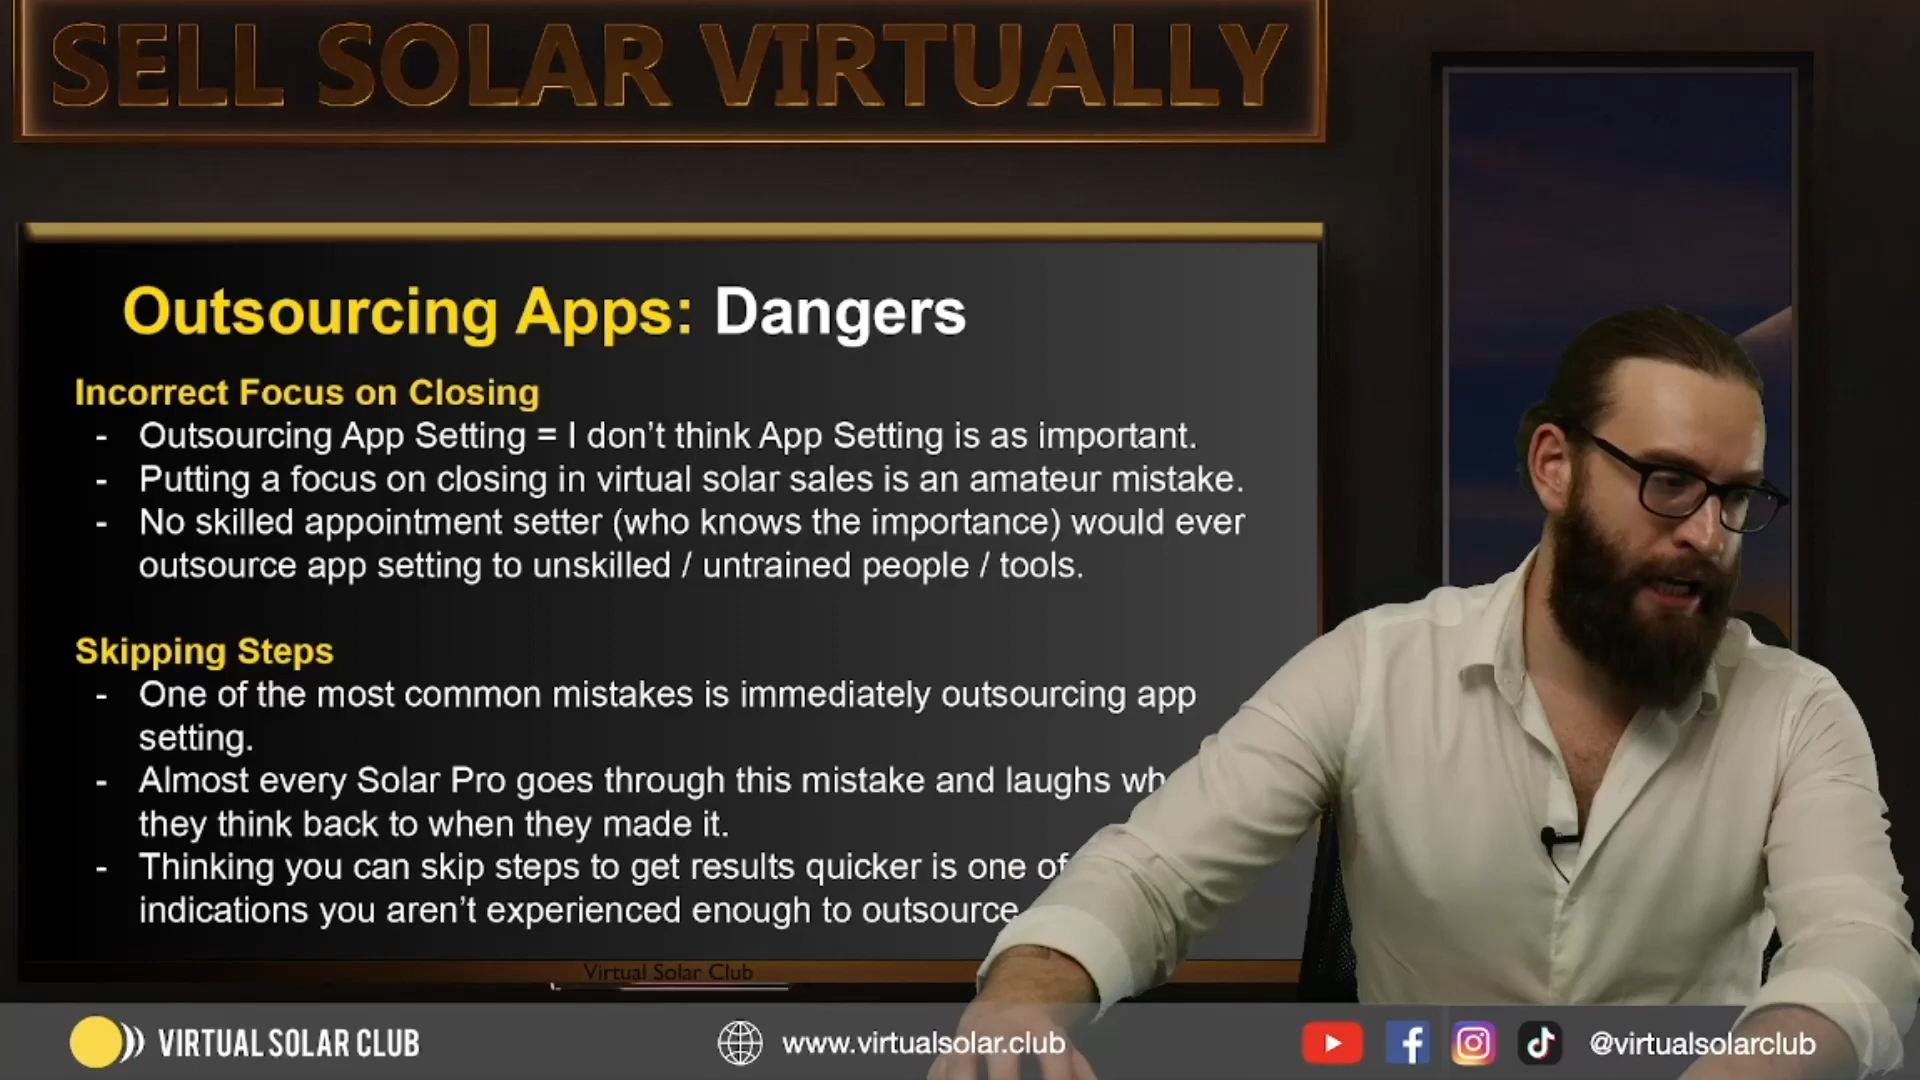 SELL SOLAR VIRTUALLY
Outsourcing Apps: Dangers
Incorrect Focus on Closing
- Outsourcing App Setting = I don’t think App Setting is as important.
- Putting a focus on closing in virtual solar sales is an amateur mistake.
- No skilled appointment setter (who knows the importance) would ever
outsource app setting to unskilled / untrained people / tools.
Skipping Steps
- One of the most common mistakes is immediately outsourcing app
setting.
- Almost every Solar Pro goes through this mistake and laughs
they think back to when they made it.
- Thinking you can skip steps to get results quicker is one of
indications you aren’t experienced enough to outsource
Virtual Solar Club
VIRTUAL SOLAR CLUB
www.virtualsolar.club
@virtualsolarclub